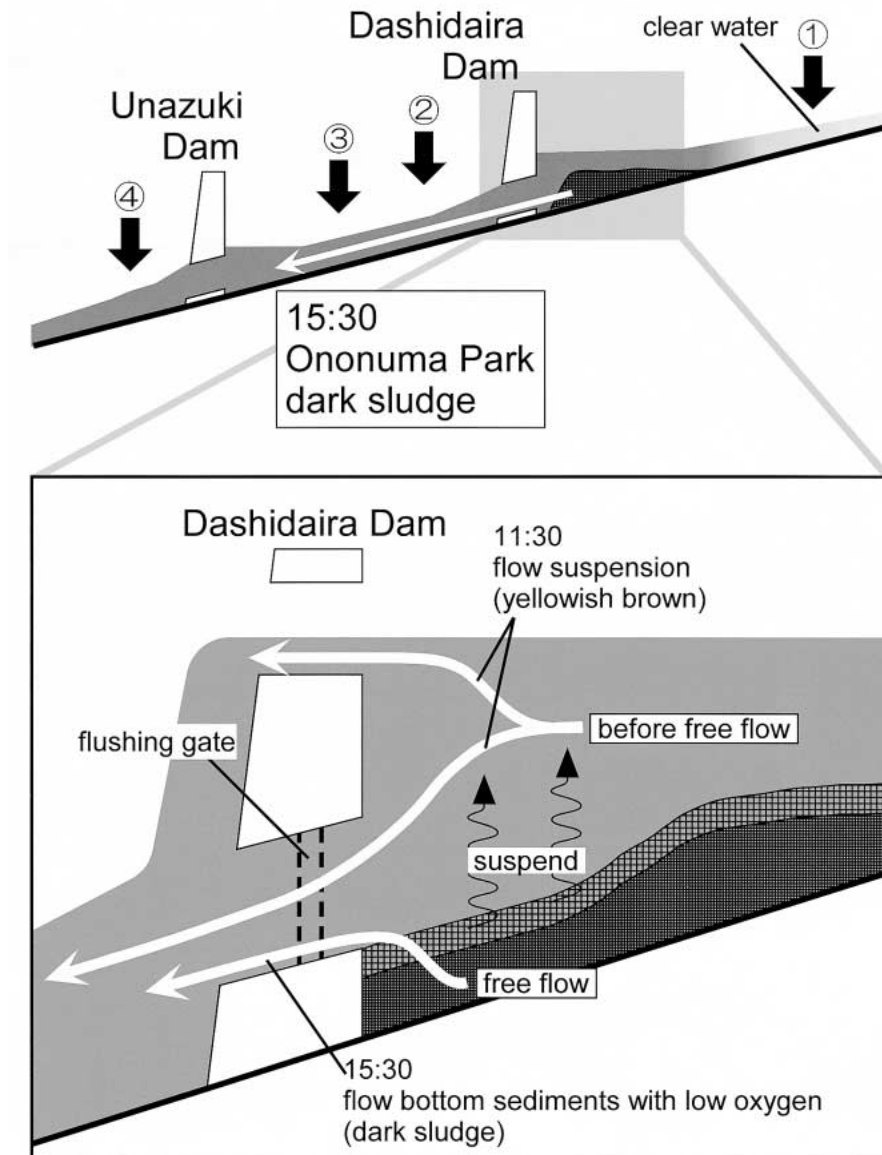 Dashidaira
Dam
clear water
①
Unazuki
Dam
②
③
④
15:30
Ononuma Park
dark sludge
Dashidaira Dam
11:30
flow suspension
(yellowish brown)
flushing gate
before free flow
suspend
free flow
15:30
flow bottom sediments with low oxygen
(dark sludge)